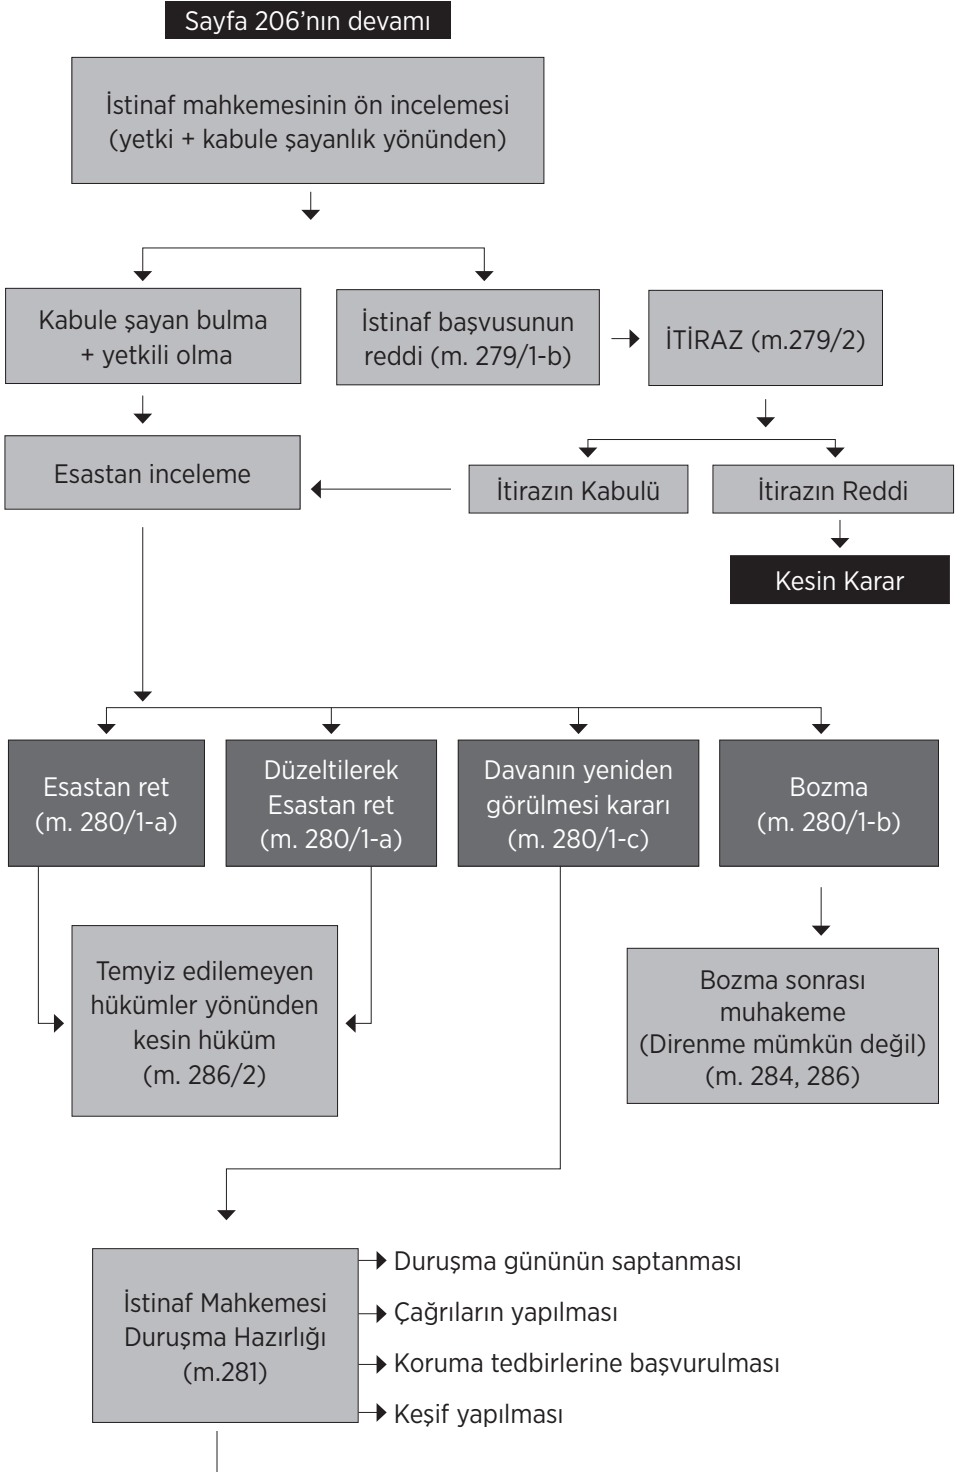 Sayfa 206’nın devamı
İstinaf mahkemesinin ön incelemesi
(yetki + kabule şayanlık yönünden)
Kabule şayan bulma
+ yetkili olma
İstinaf başvusunun
reddi (m. 279/1-b)
İTİRAZ (m.279/2)
Esastan inceleme
İtirazın Kabulü
İtirazın Reddi
Kesin Karar
Esastan ret
(m. 280/1-a)
Düzeltilerek
Esastan ret
(m. 280/1-a)
Davanın yeniden
görülmesi kararı
(m. 280/1-c)
Bozma
(m. 280/1-b)
Temyiz edilemeyen
hükümler yönünden
kesin hüküm
(m. 286/2)
Bozma sonrası
muhakeme
(Direnme mümkün değil)
(m. 284, 286)
İstinaf Mahkemesi
Duruşma Hazırlığı
(m.281)
Duruşma gününün saptanması
Çağrıların yapılması
Koruma tedbirlerine başvurulması
Keşif yapılması